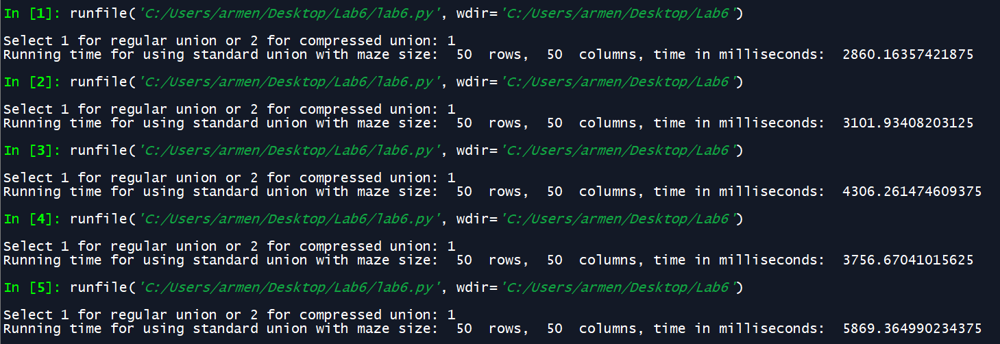 In [1]: runfile('C:/Users/armen/Desktop/Lab6/lab6.py', wdir='C:/Users/armen/Desktop/Lab6')
Select 1 for regular union or 2 for compressed union: 1
Running time for using standard union with maze size:  50  rows,  50  columns, time in milliseconds:  2860.16357421875
In [2]: runfile('C:/Users/armen/Desktop/Lab6/lab6.py', wdir='C:/Users/armen/Desktop/Lab6')
Select 1 for regular union or 2 for compressed union: 1
Running time for using standard union with maze size:  50  rows,  50  columns, time in milliseconds:  3101.93408203125
In [3]: runfile('C:/Users/armen/Desktop/Lab6/lab6.py', wdir='C:/Users/armen/Desktop/Lab6')
Select 1 for regular union or 2 for compressed union: 1
Running time for using standard union with maze size:  50  rows,  50  columns, time in milliseconds:  4306.261474609375
In [4]: runfile('C:/Users/armen/Desktop/Lab6/lab6.py', wdir='C:/Users/armen/Desktop/Lab6')
Select 1 for regular union or 2 for compressed union: 1
Running time for using standard union with maze size:  50  rows,  50  columns, time in milliseconds:  3756.67041015625
In [5]: runfile('C:/Users/armen/Desktop/Lab6/lab6.py', wdir='C:/Users/armen/Desktop/Lab6')
Select 1 for regular union or 2 for compressed union: 1
Running time for using standard union with maze size:  50  rows,  50  columns, time in milliseconds:  5869.364990234375